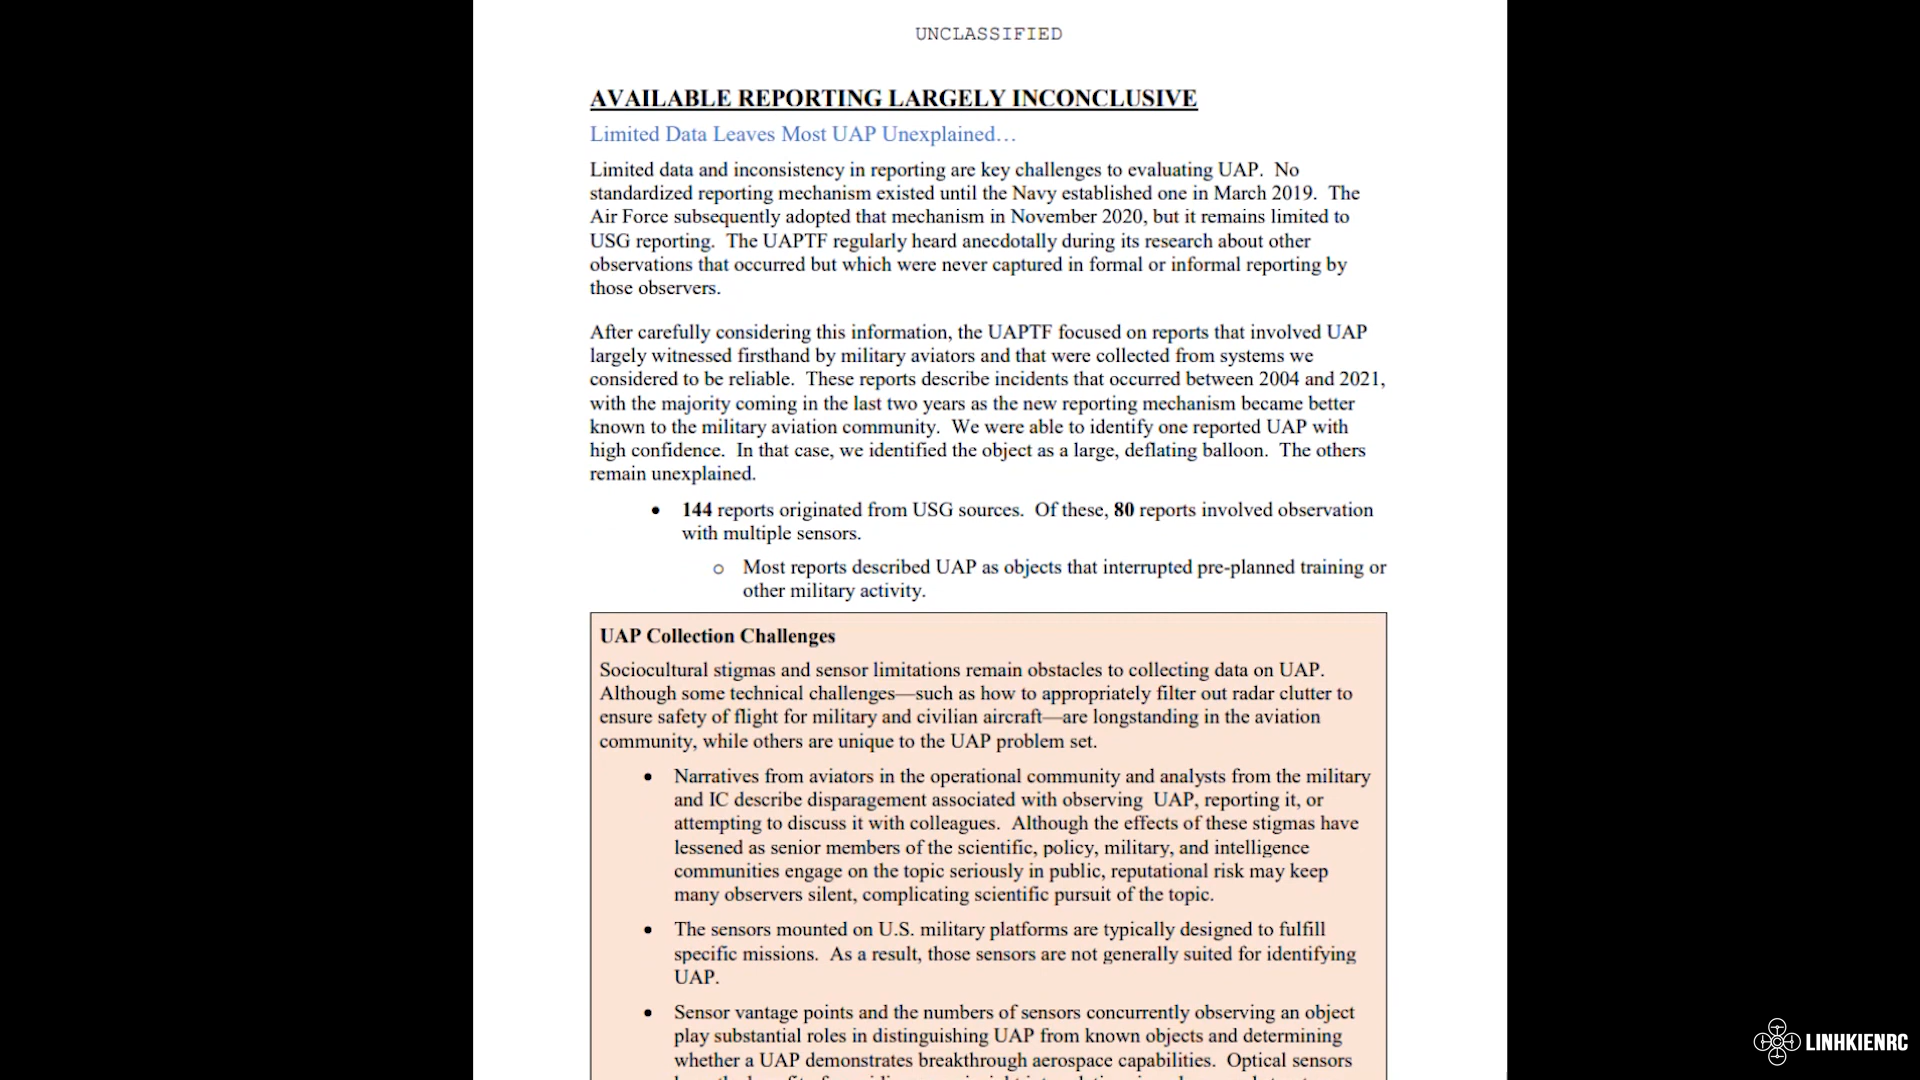 UNCLASSIFIED
AVAILABLE REPORTING LARGELY INCONCLUSIVE
Limited Data Leaves Most UAP Unexplained…
Limited data and inconsistency in reporting are key challenges to evaluating UAP.  No
standardized reporting mechanism existed until the Navy established one in March 2019.  The
Air Force subsequently adopted that mechanism in November 2020, but it remains limited to
USG reporting.  The UAPTF regularly heard anecdotally during its research about other
observations that occurred but which were never captured in formal or informal reporting by
those observers.
After carefully considering this information, the UAPTF focused on reports that involved UAP
largely witnessed firsthand by military aviators and that were collected from systems we
considered to be reliable.  These reports describe incidents that occurred between 2004 and 2021,
with the majority coming in the last two years as the new reporting mechanism became better
known to the military aviation community.  We were able to identify one reported UAP with
high confidence.  In that case, we identified the object as a large, deflating balloon.  The others
remain unexplained.
• 144 reports originated from USG sources.  Of these, 80 reports involved observation
with multiple sensors.
o Most reports described UAP as objects that interrupted pre-planned training or
other military activity.
UAP Collection Challenges
Sociocultural stigmas and sensor limitations remain obstacles to collecting data on UAP.
Although some technical challenges—such as how to appropriately filter out radar clutter to
ensure safety of flight for military and civilian aircraft—are longstanding in the aviation
community, while others are unique to the UAP problem set.
• Narratives from aviators in the operational community and analysts from the military
and IC describe disparagement associated with observing  UAP, reporting it, or
attempting to discuss it with colleagues.  Although the effects of these stigmas have
lessened as senior members of the scientific, policy, military, and intelligence
communities engage on the topic seriously in public, reputational risk may keep
many observers silent, complicating scientific pursuit of the topic.
• The sensors mounted on U.S. military platforms are typically designed to fulfill
specific missions.  As a result, those sensors are not generally suited for identifying
UAP.
• Sensor vantage points and the numbers of sensors concurrently observing an object
play substantial roles in distinguishing UAP from known objects and determining
whether a UAP demonstrates breakthrough aerospace capabilities.  Optical sensors
LINHKIENRC